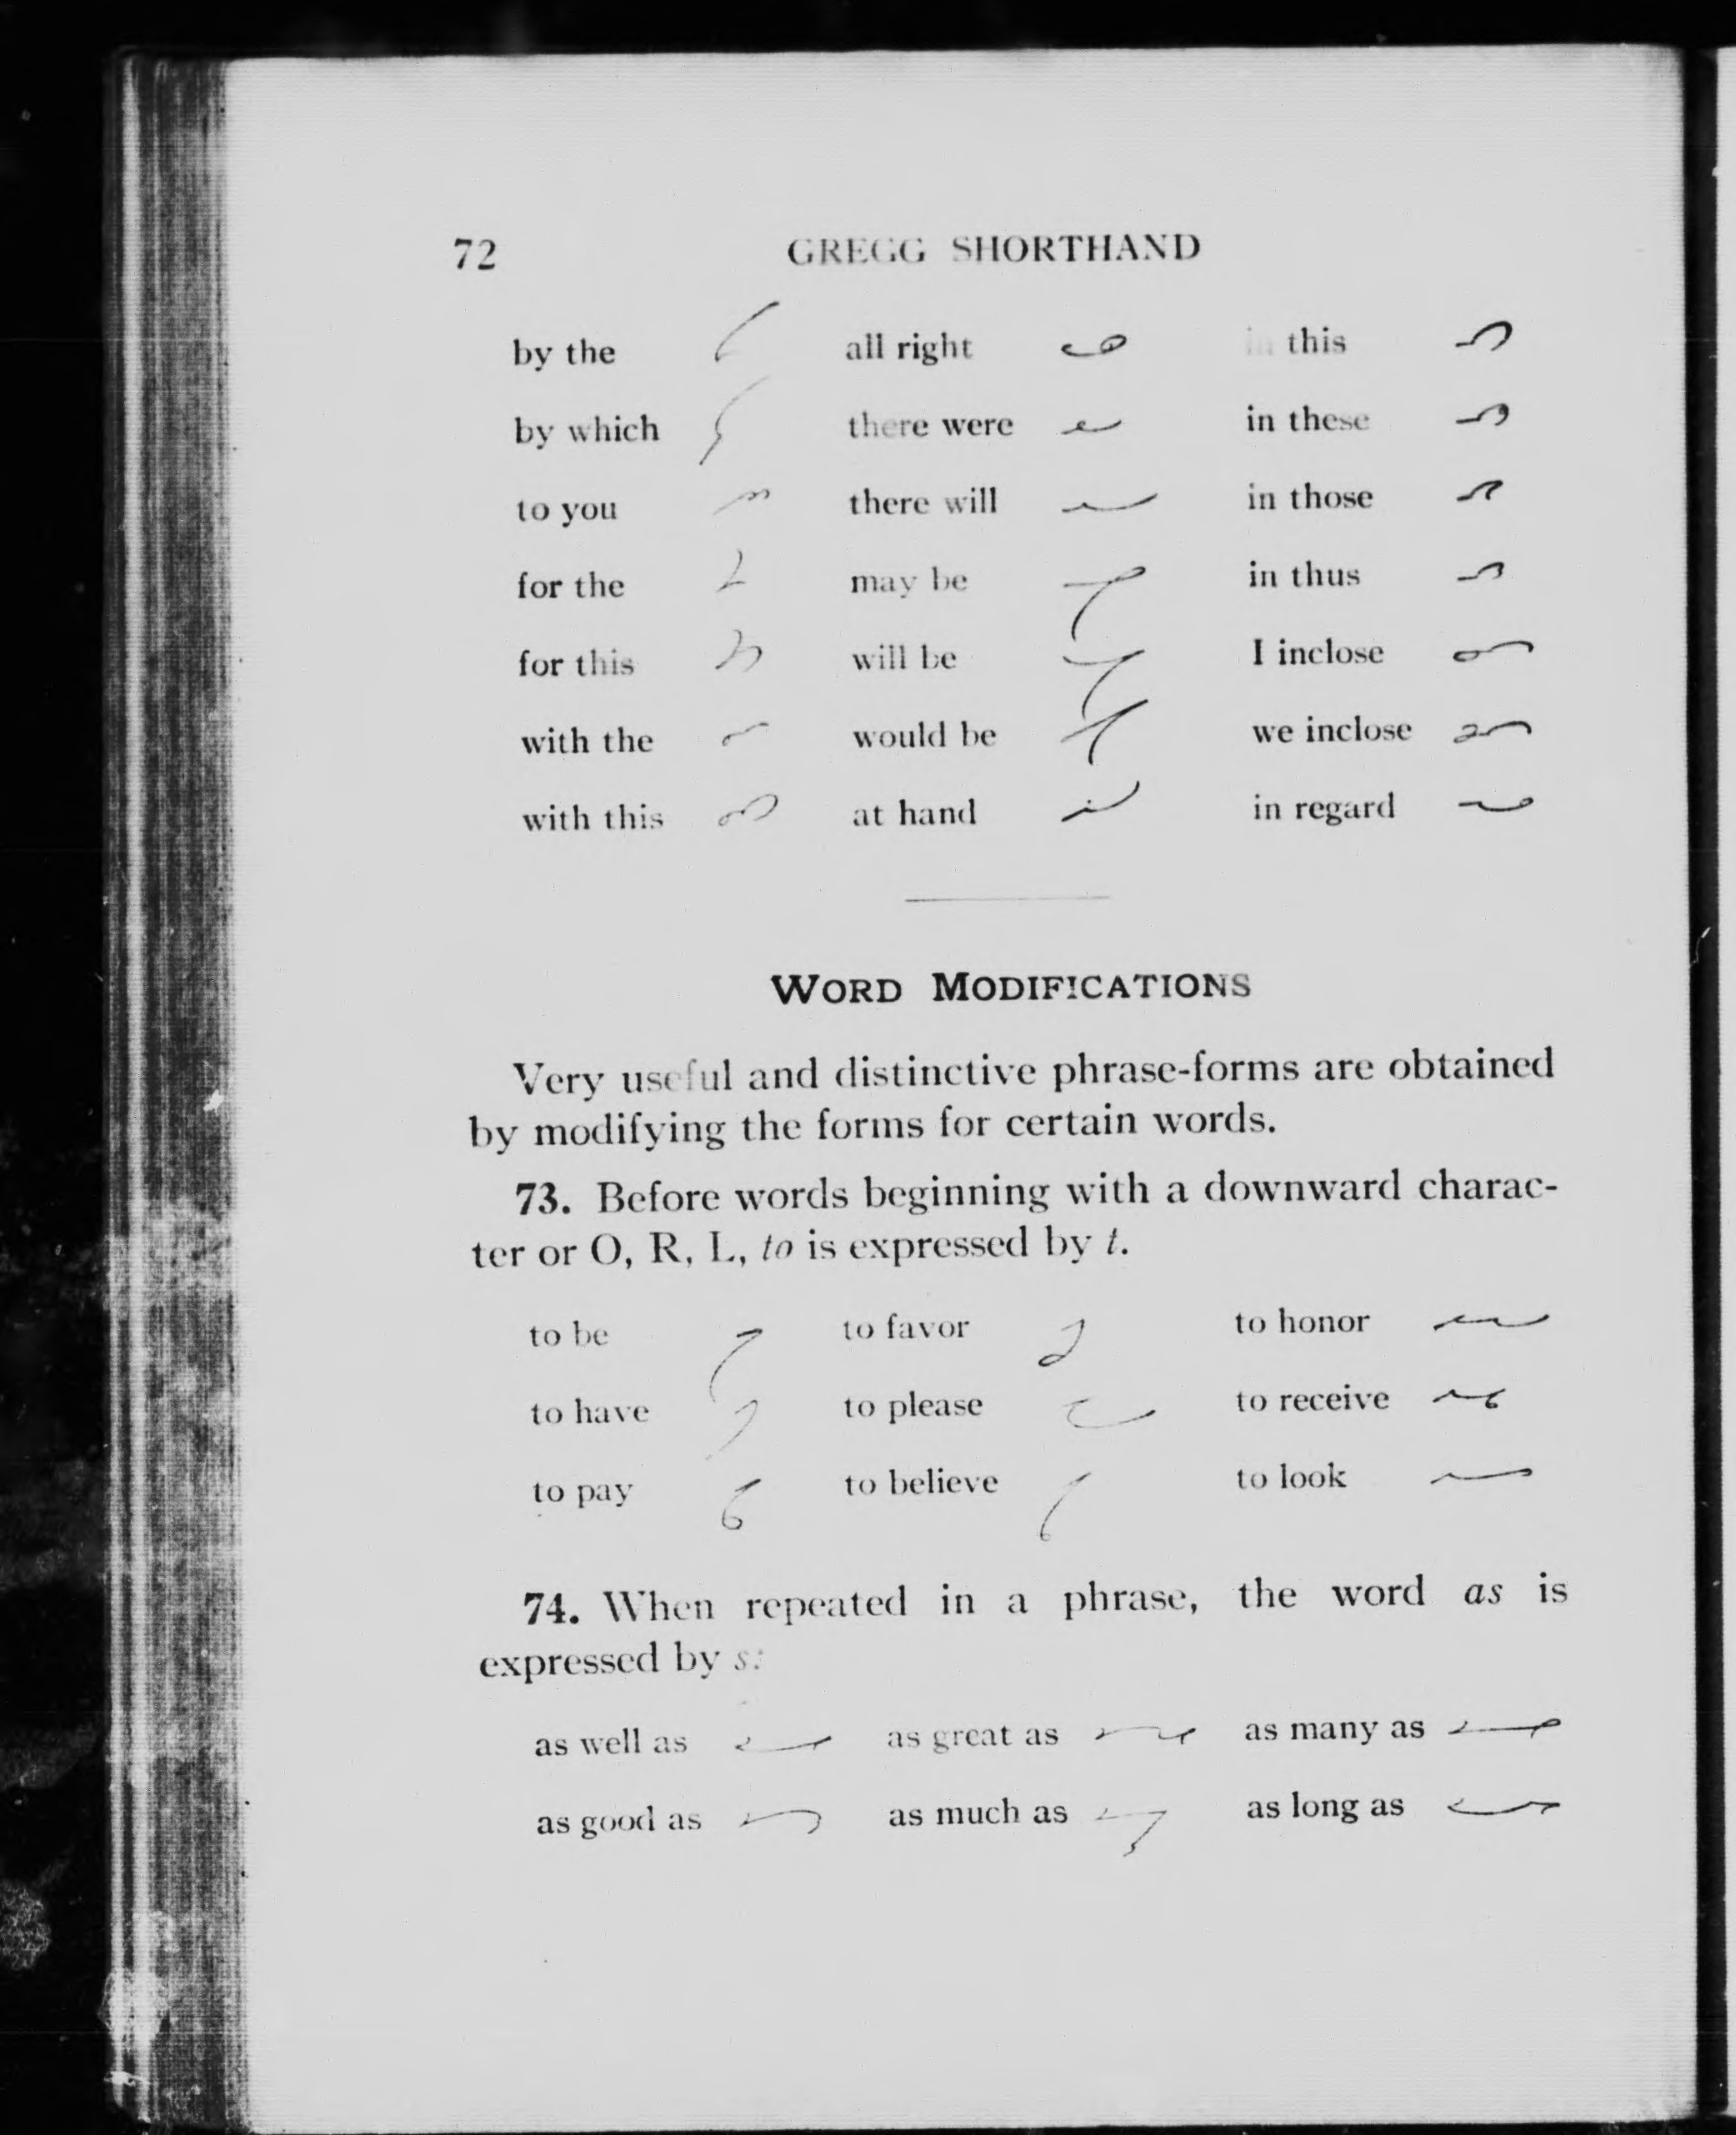 72 GREGG SHORTHAND
by the all right in this
by which there were in these
to you there will in those
for the may be in thus
for this will be I inclose
with the would be we inclose
with this at hand in regard
WORD MODIFICATIONS
Very useful and distinctive phrase-forms are obtained
by modifying the forms for certain words.
73. Before words beginning with a downward charac-
ter or O, R, L, to is expressed by t.
to be to favor to honor
to have to please to receive
to pay to believe to look
74. When repeated in a phrase, the word as is
expressed by s:
as well as as great as as many as
as good as as much as as long as